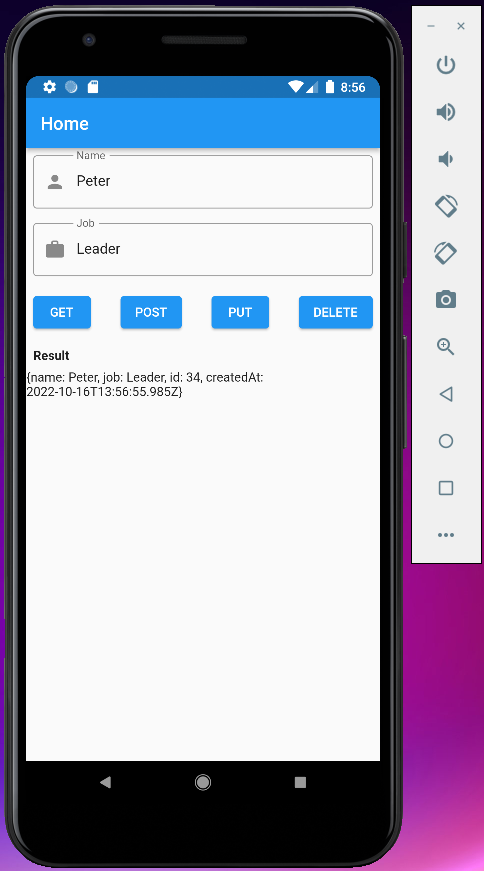 8:56
Home
Name
Peter
Job
Leader
GET POST PUT DELETE
Result
{name: Peter, job: Leader, id: 34, createdAt:
2022-10-16T13:56:55.985Z}